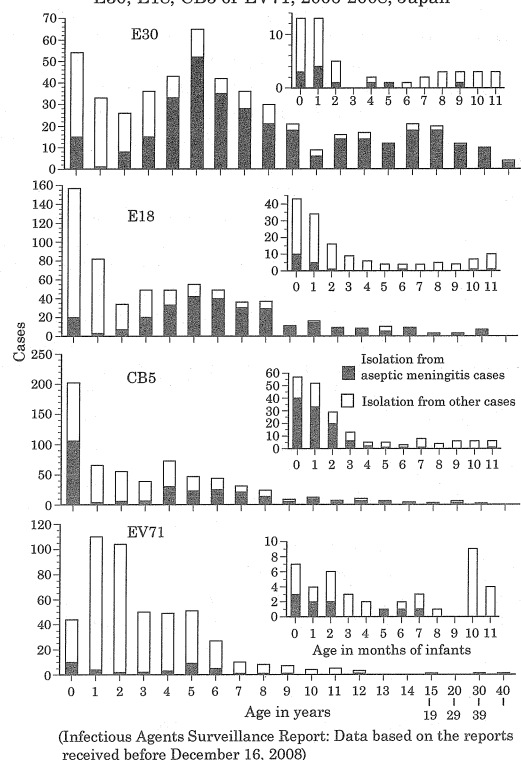 E30, E18, CB5 or EV71, 2006-2008, Japan
E30
70
60
50
40
30
20
10
0
10
0
0 1 2 3 4 5 6 7 8 9 10 11
E18
160
140
120
100
80
60
40
20
0
40
30
20
10
0
0 1 2 3 4 5 6 7 8 9 10 11
Cases
CB5
250
200
150
100
50
0
60
50
40
30
20
10
0
0 1 2 3 4 5 6 7 8 9 10 11
Isolation from
aseptic meningitis cases
Isolation from other cases
EV71
120
100
80
60
40
20
0
10
8
6
4
2
0
0 1 2 3 4 5 6 7 8 9 10 11
Age in months of infants
0 1 2 3 4 5 6 7 8 9 10 11 12 13 14 15 20 30 40
19 29 39
Age in years
(Infectious Agents Surveillance Report: Data based on the reports
received before December 16, 2008)